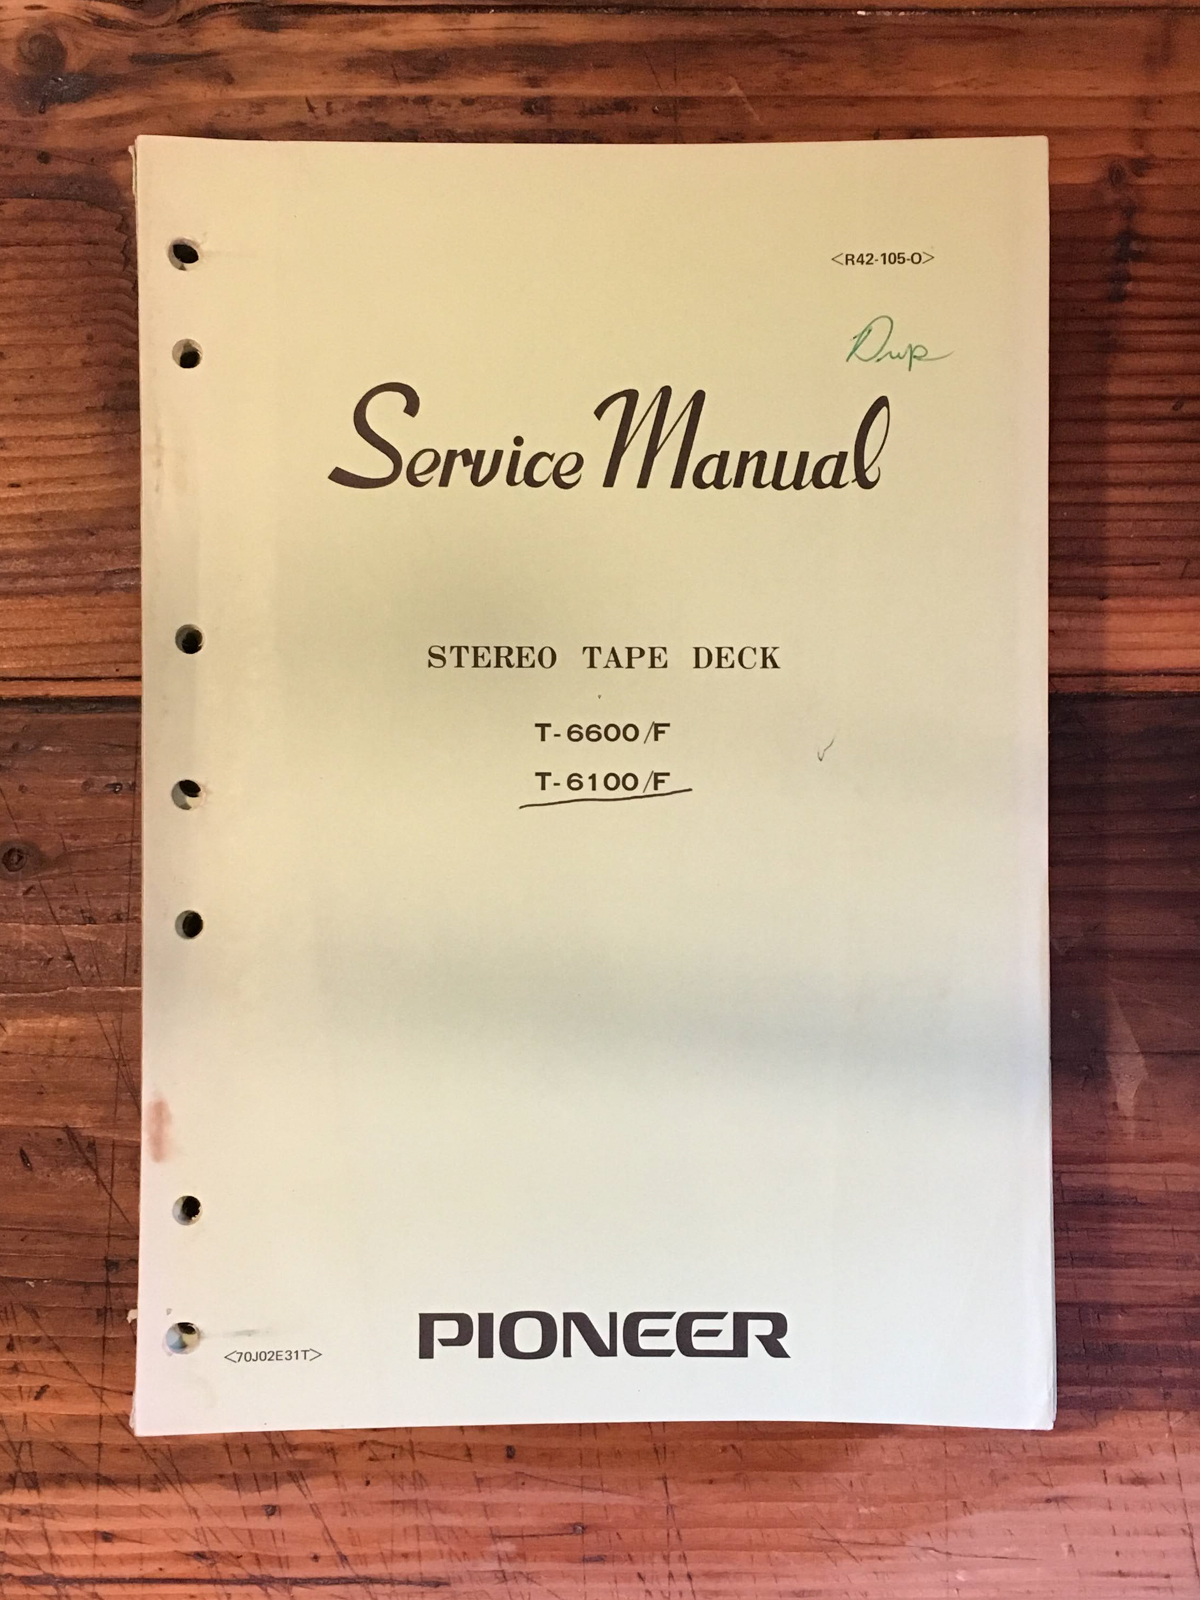 <R42-105-O>
Service Manual
STEREO TAPE DECK
T-6600/F
T-6100/F
PIONEER
<70J02E31T>